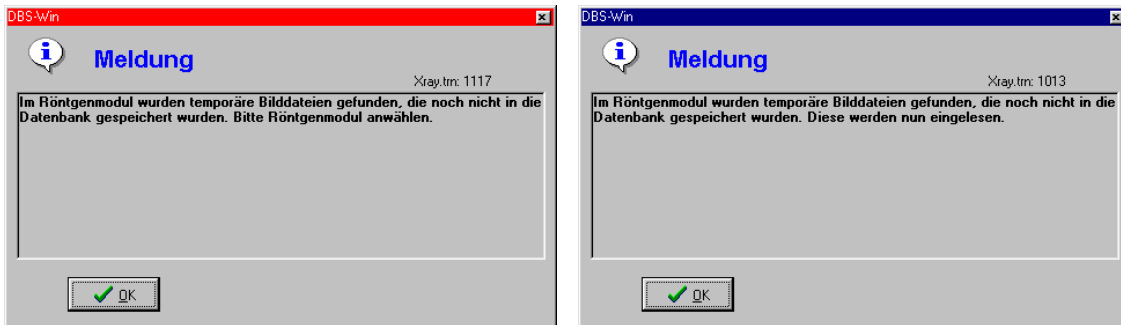 DBS-Win
Meldung
Xray.trn: 1117
Im Röntgenmodul wurden temporäre Bilddateien gefunden, die noch nicht in die
Datenbank gespeichert wurden. Bitte Röntgenmodul anwählen.
OK
DBS-Win
Meldung
Xray.trn: 1013
Im Röntgenmodul wurden temporäre Bilddateien gefunden, die noch nicht in die
Datenbank gespeichert wurden. Diese werden nun eingelesen.
OK